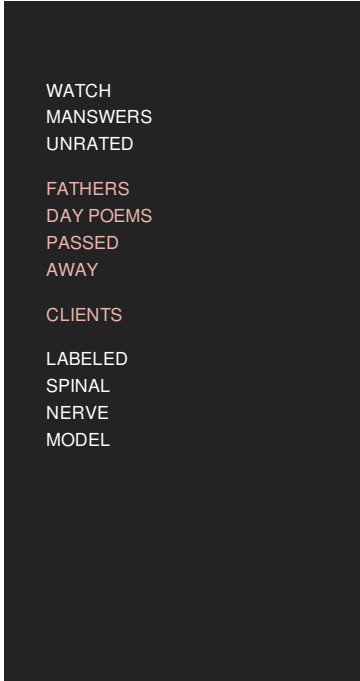 WATCH
MANSWERS
UNRATED
FATHERS
DAY POEMS
PASSED
AWAY
CLIENTS
LABELED
SPINAL
NERVE
MODEL